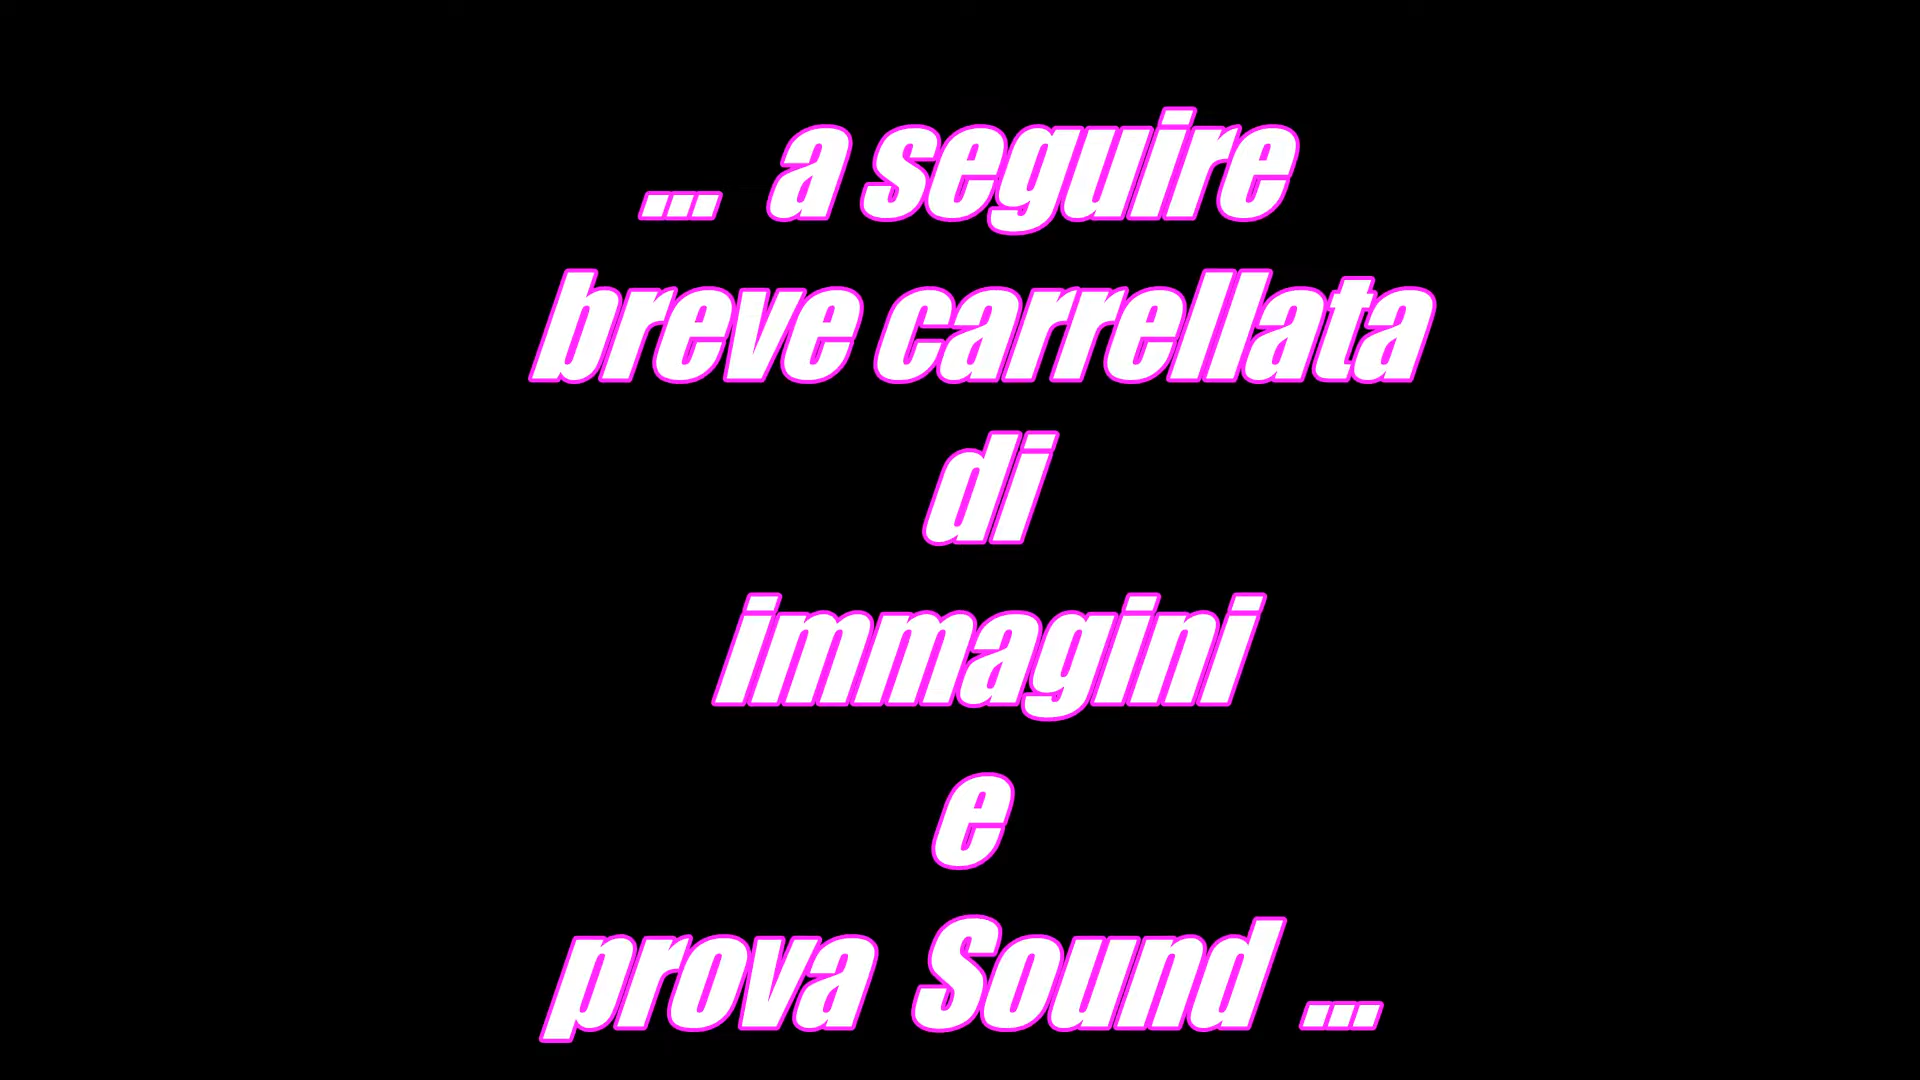 ... a seguire
breve carrellata
di
immagini
e
prova Sound ...